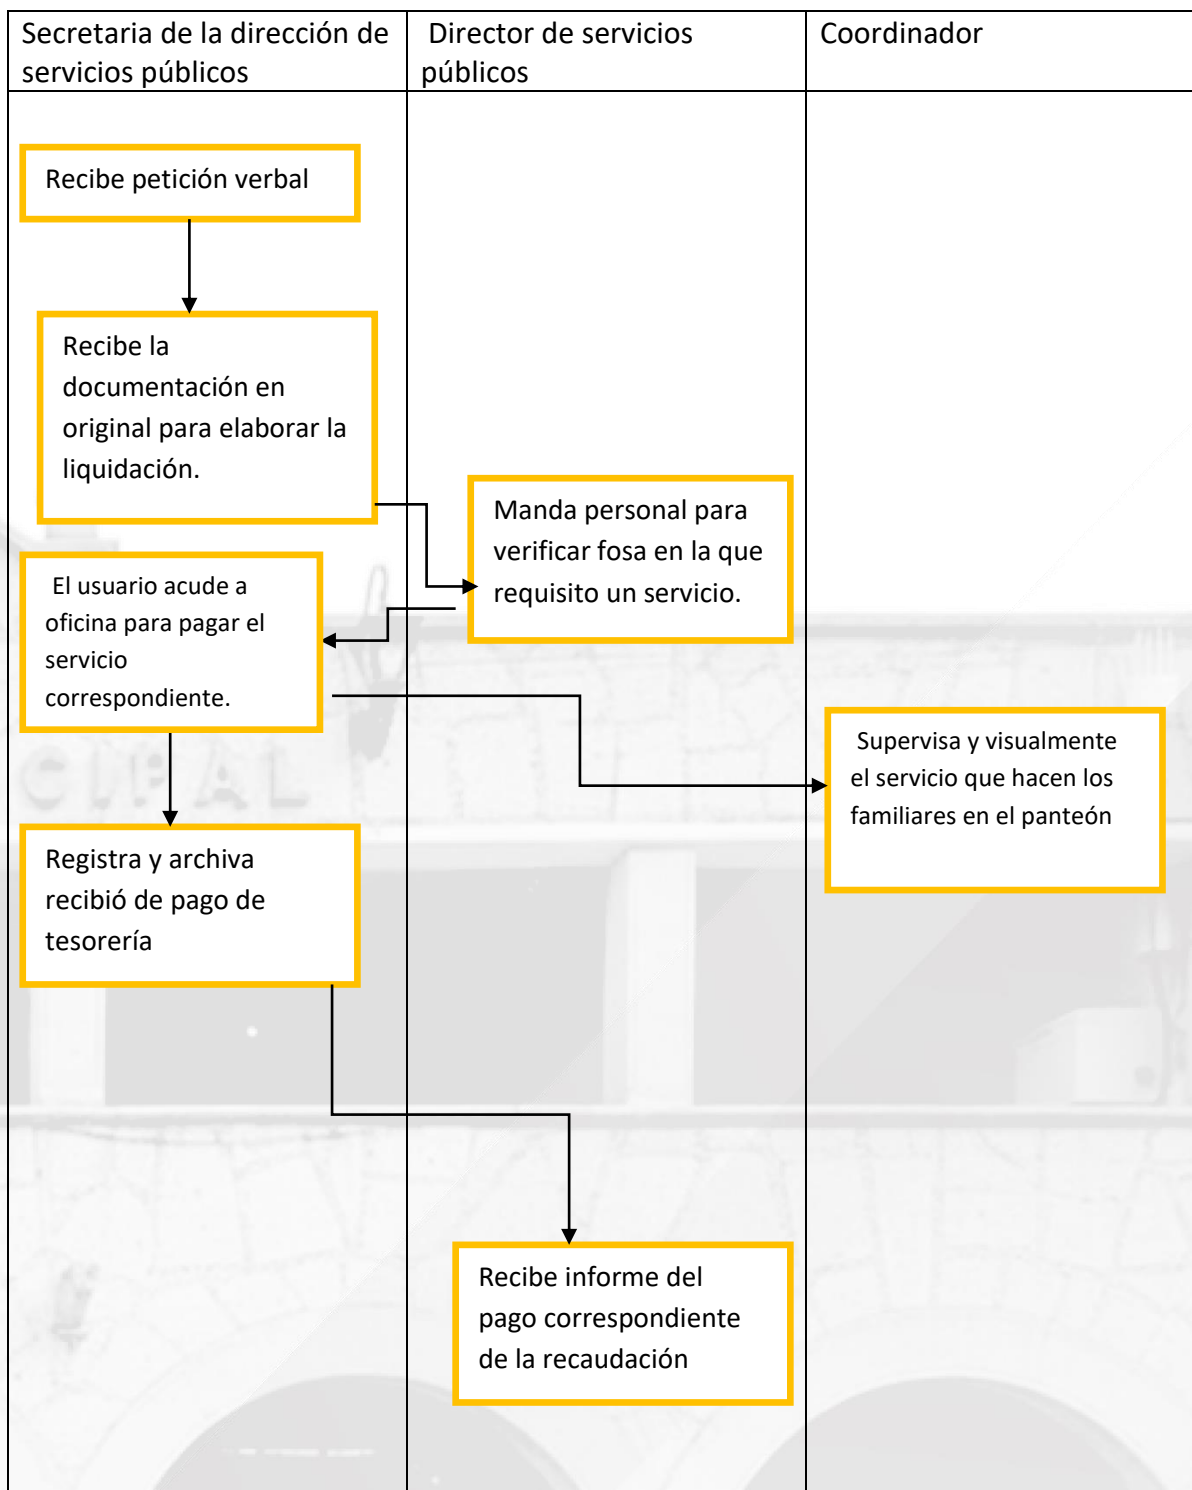 Secretaria de la dirección de
servicios públicos
Director de servicios
públicos
Coordinador
Recibe petición verbal
Recibe la
documentación en
original para elaborar la
liquidación.
Manda personal para
verificar fosa en la que
requisito un servicio.
El usuario acude a
oficina para pagar el
servicio
correspondiente.
Supervisa y visualmente
el servicio que hacen los
familiares en el panteón
Registra y archiva
recibió de pago de
tesorería
Recibe informe del
pago correspondiente
de la recaudación
CIPAL